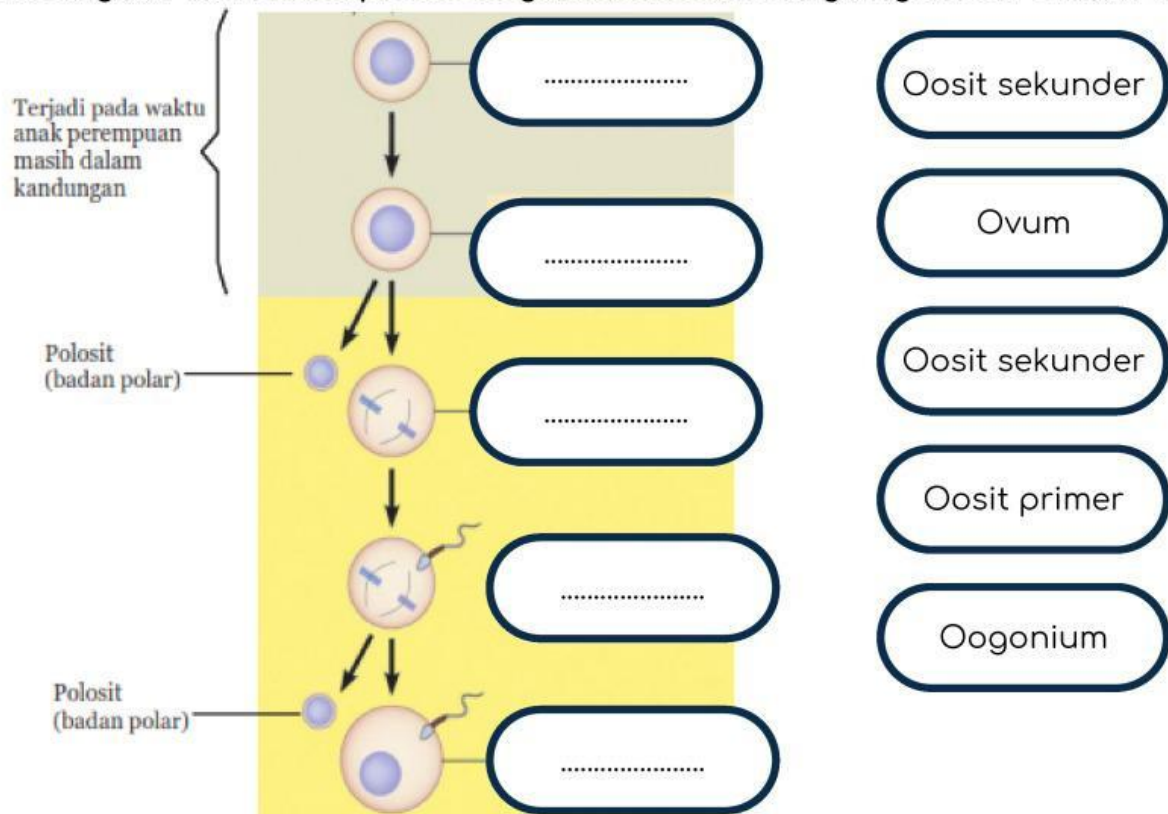 Terjadi pada waktu
anak perempuan
masih dalam
kandungan
....................
....................
Polosit
(badan polar)
....................
....................
Polosit
(badan polar)
....................
Oosit sekunder
Ovum
Oosit sekunder
Oosit primer
Oogonium